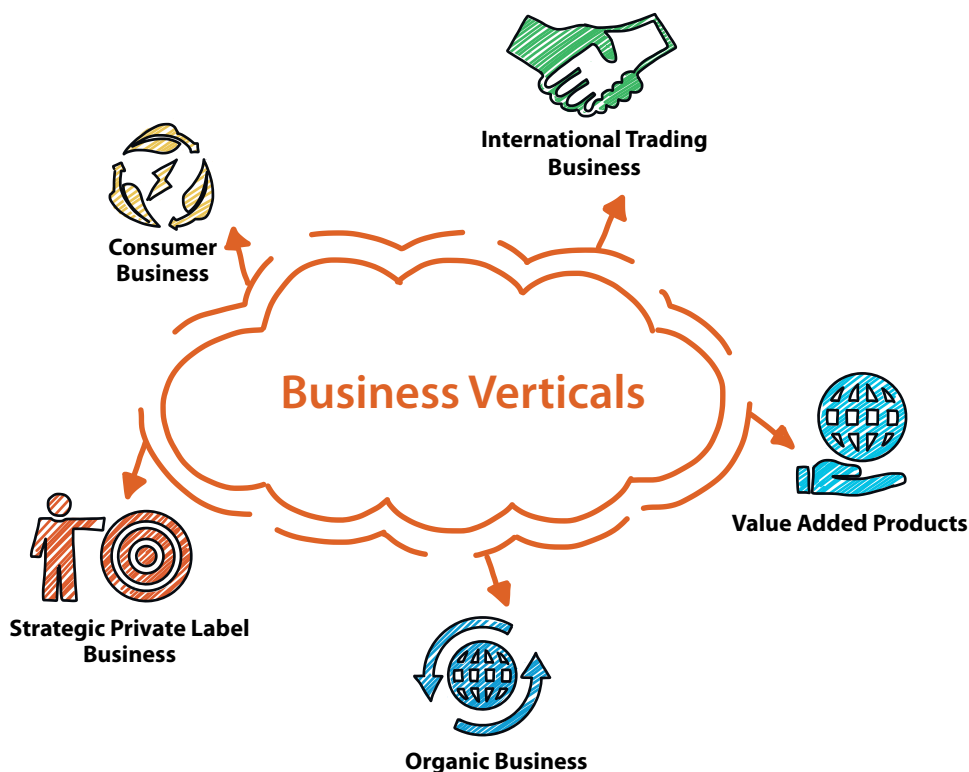 International Trading
Business
Consumer
Business
Business Verticals
Value Added Products
Strategic Private Label
Business
Organic Business